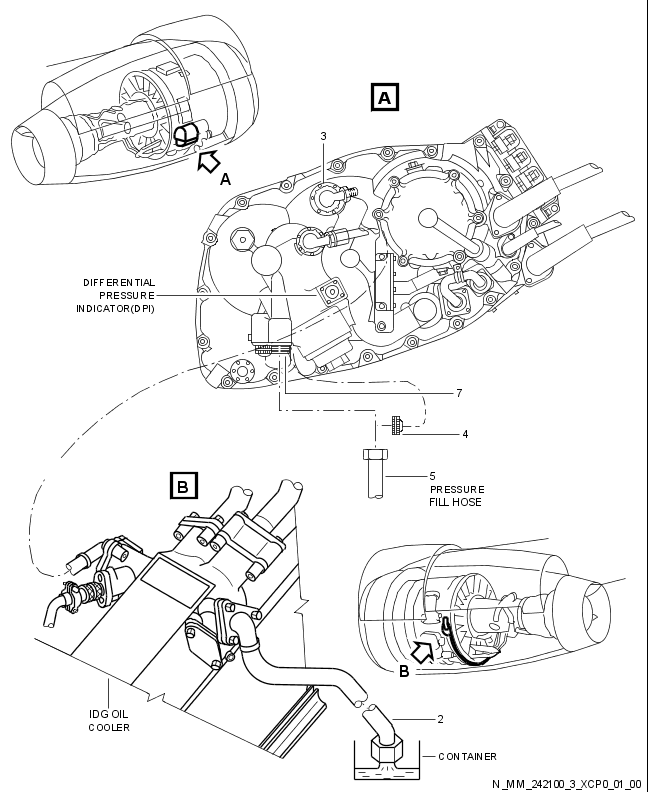 A
A
3
DIFFERENTIAL
PRESSURE
INDICATOR(DPI)
7
4
5
PRESSURE
FILL HOSE
B
B
IDG OIL
COOLER
2
CONTAINER
N_MM_242100_3_XCP0_01_00